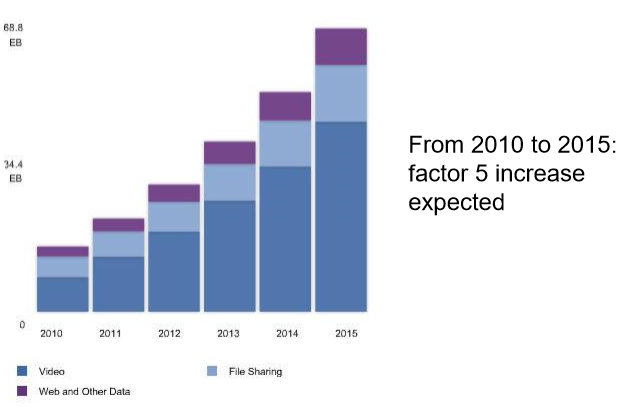 68.8
EB
34.4
EB
0
2010 2011 2012 2013 2014 2015
Video
File Sharing
Web and Other Data
From 2010 to 2015:
factor 5 increase
expected